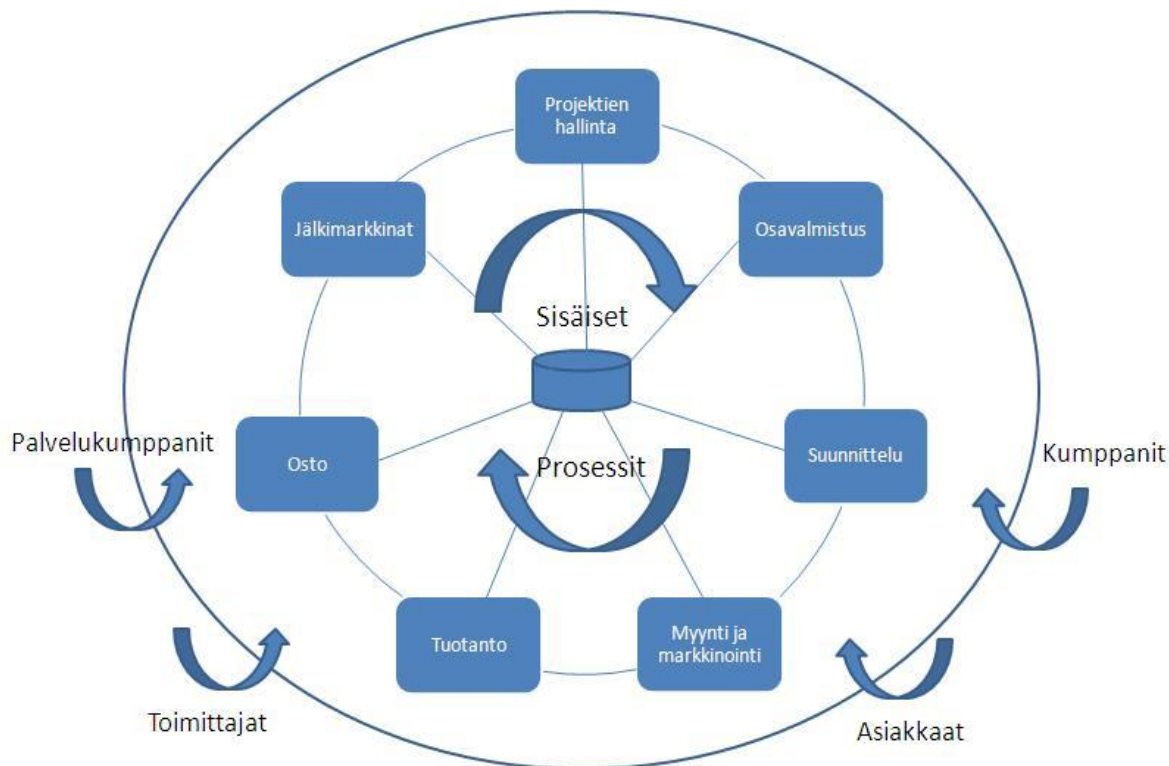 Projektien
hallinta
Jälkimarkkinat
Osavalmistus
Sisäiset
Palvelukumppanit
Osto
Prosessit
Suunnittelu
Kumppanit
Tuotanto
Myynti ja
markkinointi
Toimittajat
Asiakkaat